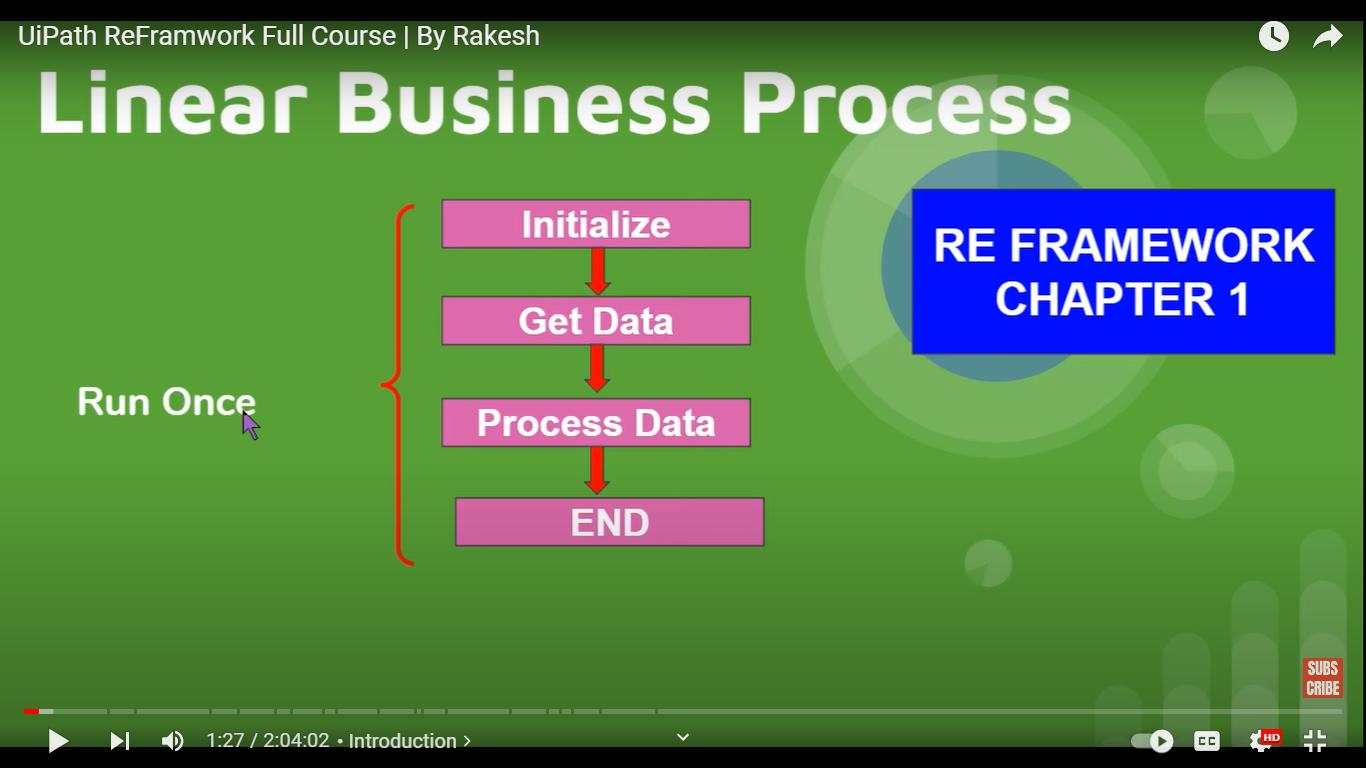 UiPath ReFramwork Full Course | By Rakesh
Linear Business Process
Initialize
RE FRAMEWORK
CHAPTER 1
Get Data
Run Once
Process Data
END
SUBS
CRIBE
1:27 / 2:04:02 • Introduction >
CC
HD